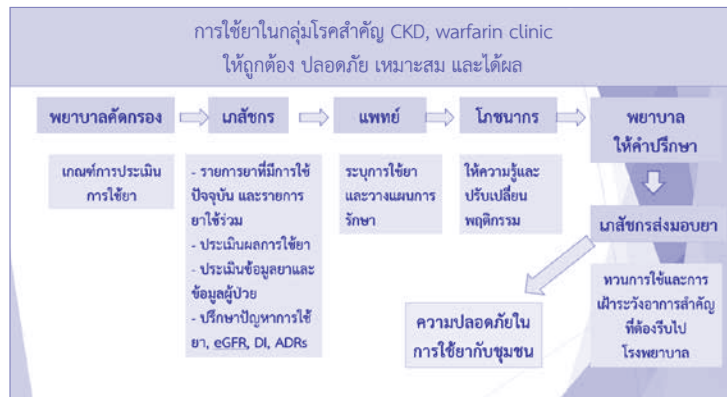 การใช้ยาในกลุ่มโรคสำคัญ CKD, warfarin clinic
ให้ถูกต้อง ปลอดภัย เหมาะสม และได้ผล
พยาบาลคัดกรอง
เภสัชกร
แพทย์
โภชนากร
พยาบาล
ให้คำปรึกษา
เกณฑ์การประเมิน
การใช้ยา
- รายการยาที่มีการใช้
ปัจจุบัน และรายการ
ยาใช้ร่วม
- ประเมินผลการใช้ยา
- ประเมินข้อมูลยาและ
ข้อมูลผู้ป่วย
- ปรึกษาปัญหาการใช้
ยา, eGFR, DI, ADRs
ระบุการใช้ยา
และวางแผนการ
รักษา
ให้ความรู้และ
ปรับเปลี่ยน
พฤติกรรม
เภสัชกรส่งมอบยา
ทวนการใช้และการ
เฝ้าระวังอาการสำคัญ
ที่ต้องรีบไป
โรงพยาบาล
ความปลอดภัยใน
การใช้ยากับชุมชน